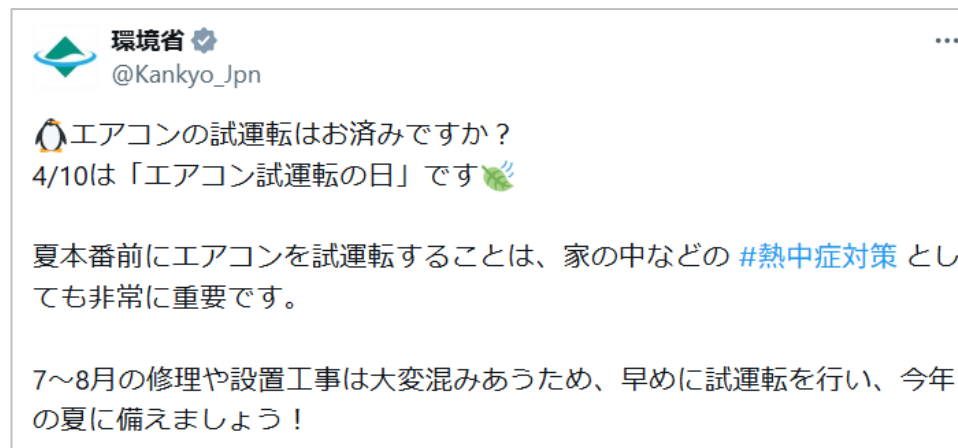 環境省
@Kankyo_Jpn
🐧エアコンの試運転はお済みですか？
4/10は「エアコン試運転の日」です🍃
夏本番前にエアコンを試運転することは、家の中などの #熱中症対策 とし
ても非常に重要です。
7～8月の修理や設置工事は大変混みあうため、早めに試運転を行い、今年
の夏に備えましょう！